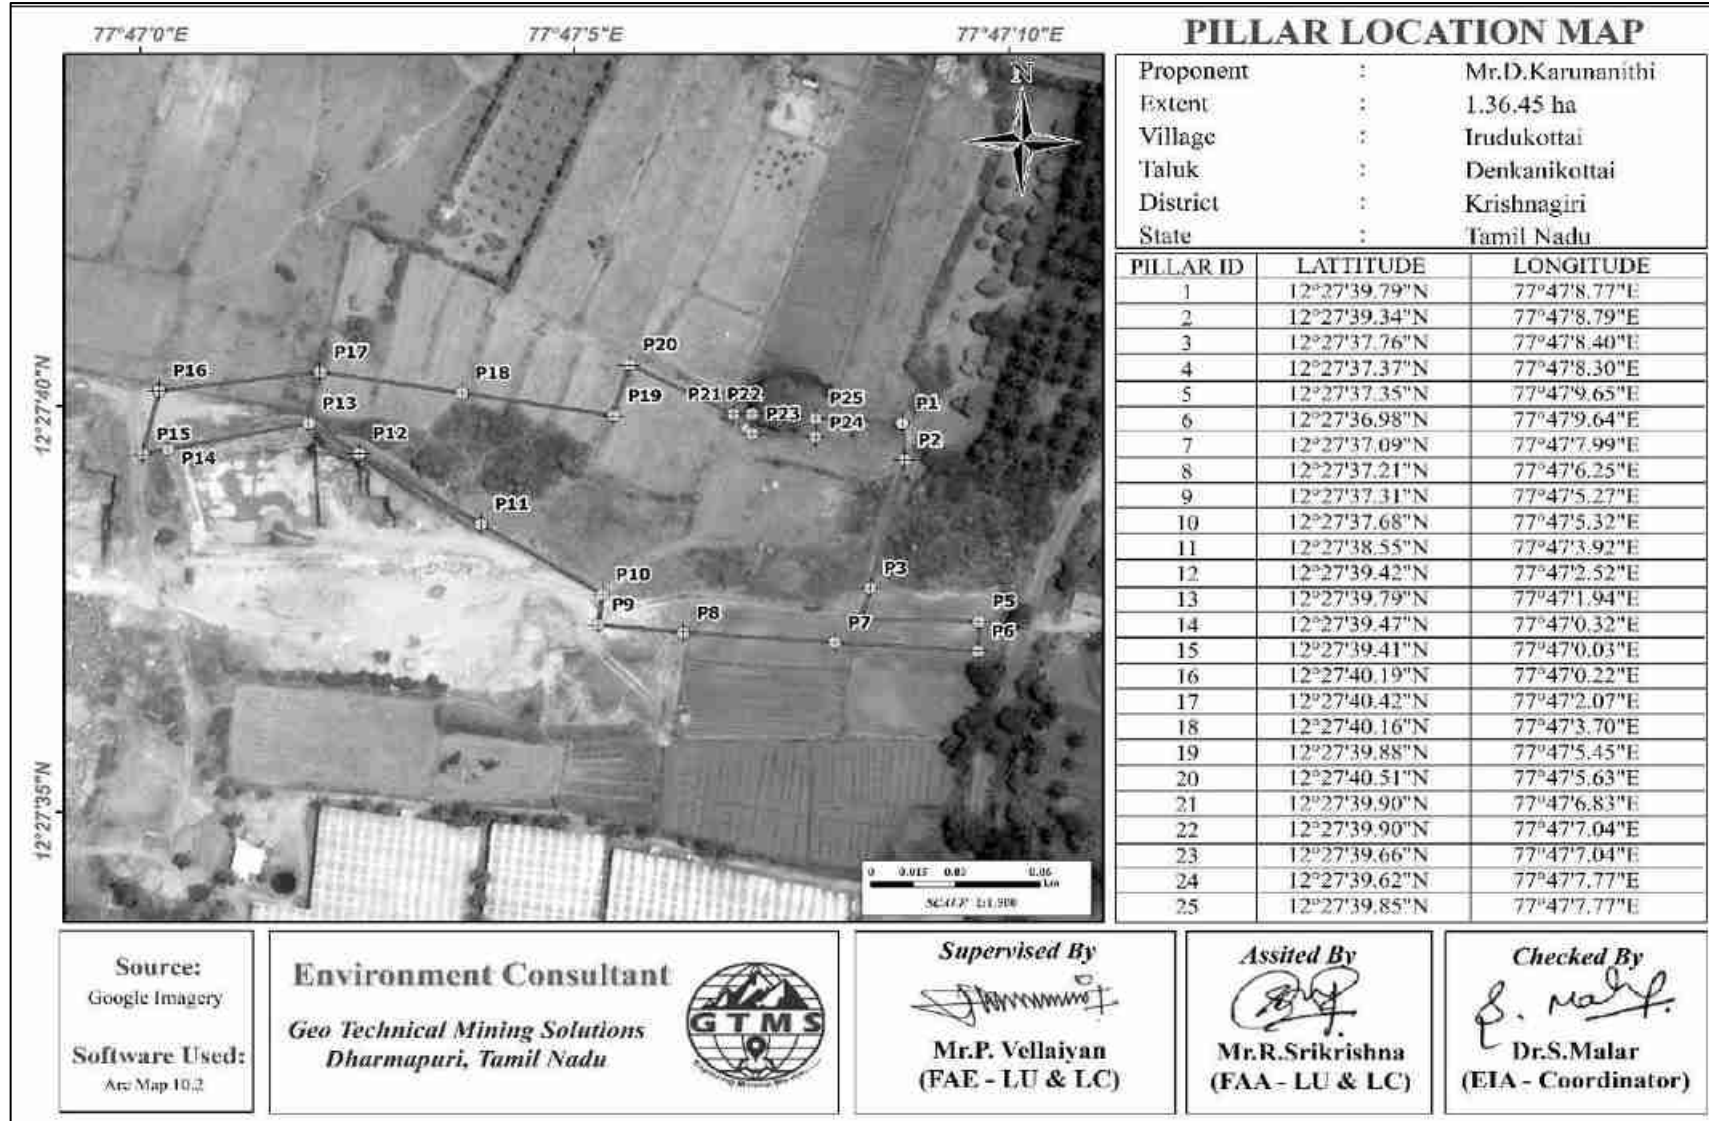 PILLAR LOCATION MAP
77°47'0"E 77°47'5"E 77°47'10"E
N
12°27'40"N
12°27'35"N
P16
P17
P18
P20
P19
P21 P22
P23
P25
P24
P1
P2
P13
P15
P14
P12
P11
P10
P9
P8
P3
P7
P5
P6
0 0.015 0.03 0.06
Km
SCALE 1:1,500
Proponent : Mr.D.Karunanithi
Extent : 1.36.45 ha
Village : Irudukottai
Taluk : Denkanikottai
District : Krishnagiri
State : Tamil Nadu
PILLAR ID LATTITUDE LONGITUDE
1 12°27'39.79"N 77°47'8.77"E
2 12°27'39.34"N 77°47'8.79"E
3 12°27'37.76"N 77°47'8.40"E
4 12°27'37.37"N 77°47'8.30"E
5 12°27'37.35"N 77°47'9.65"E
6 12°27'36.98"N 77°47'9.64"E
7 12°27'37.09"N 77°47'7.99"E
8 12°27'37.21"N 77°47'6.25"E
9 12°27'37.31"N 77°47'5.27"E
10 12°27'37.68"N 77°47'5.32"E
11 12°27'38.55"N 77°47'3.92"E
12 12°27'39.42"N 77°47'2.52"E
13 12°27'39.79"N 77°47'1.94"E
14 12°27'39.47"N 77°47'0.32"E
15 12°27'39.41"N 77°47'0.03"E
16 12°27'40.19"N 77°47'0.22"E
17 12°27'40.42"N 77°47'2.07"E
18 12°27'40.16"N 77°47'3.70"E
19 12°27'39.88"N 77°47'5.45"E
20 12°27'40.51"N 77°47'5.63"E
21 12°27'39.90"N 77°47'6.83"E
22 12°27'39.90"N 77°47'7.04"E
23 12°27'39.66"N 77°47'7.04"E
24 12°27'39.62"N 77°47'7.77"E
25 12°27'39.85"N 77°47'7.77"E
Source:
Google Imagery
Software Used:
Arc Map 10.2
Environment Consultant
Geo Technical Mining Solutions
Dharmapuri, Tamil Nadu
GTMS
Supervised By
Mr.P. Vellaiyan
(FAE - LU & LC)
Assited By
Mr.R.Srikrishna
(FAA - LU & LC)
Checked By
Dr.S.Malar
(EIA - Coordinator)